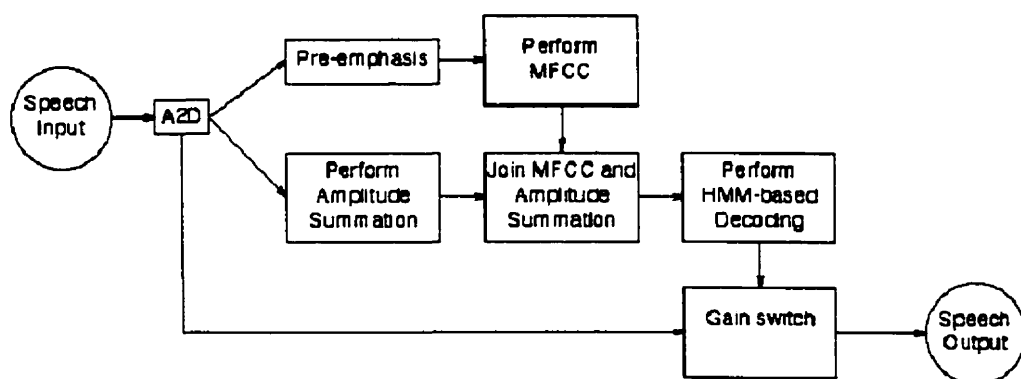 Pre-emphasis
Perform
MFCC
Speech
Input
A2D
Perform
Amplitude
Summation
Join MFCC and
Amplitude
Summation
Perform
HMM-based
Decoding
Gain switch
Speech
Output